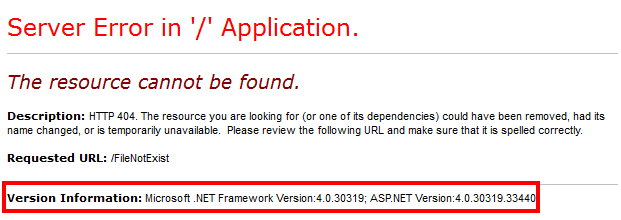 Server Error in '/' Application.
The resource cannot be found.
Description: HTTP 404. The resource you are looking for (or one of its dependencies) could have been removed, had its
name changed, or is temporarily unavailable.  Please review the following URL and make sure that it is spelled correctly.
Requested URL: /FileNotExist
Version Information: Microsoft .NET Framework Version:4.0.30319; ASP.NET Version:4.0.30319.33440